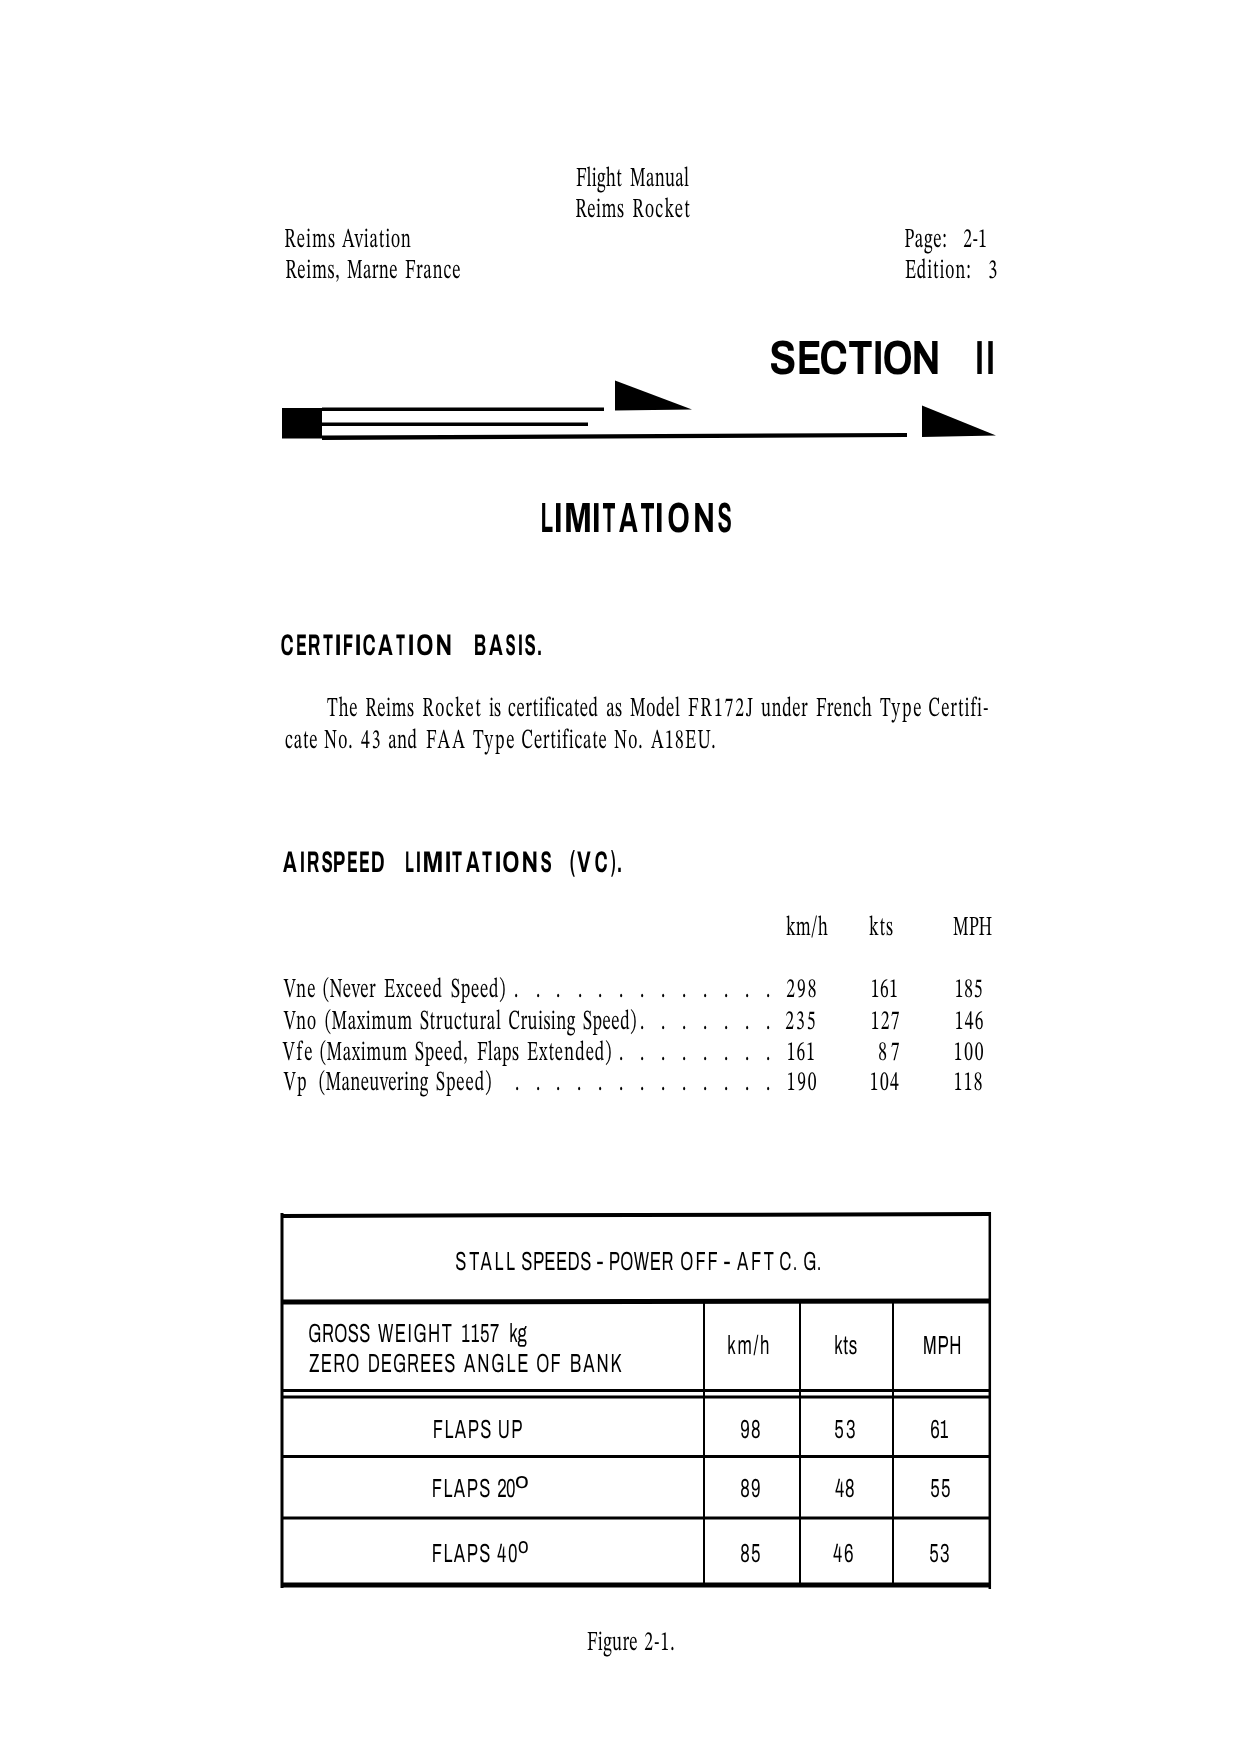 Flight Manual
Reims Rocket
Reims Aviation Page: 2-1
Reims, Marne France Edition: 3
SECTION II
LIMITATIONS
CERTIFICATION BASIS.
The Reims Rocket is certificated as Model FR172J under French Type Certifi-
cate No. 43 and FAA Type Certificate No. A18EU.
AIRSPEED LIMITATIONS (VC).
km/h kts MPH
Vne (Never Exceed Speed) . . . . . . . . . . . . . 298 161 185
Vno (Maximum Structural Cruising Speed) . . . . . . . 235 127 146
Vfe (Maximum Speed, Flaps Extended) . . . . . . . . 161 87 100
Vp (Maneuvering Speed) . . . . . . . . . . . . . 190 104 118
STALL SPEEDS - POWER OFF - AFT C. G.
GROSS WEIGHT 1157 kg
ZERO DEGREES ANGLE OF BANK km/h kts MPH
FLAPS UP 98 53 61
FLAPS 20° 89 48 55
FLAPS 40° 85 46 53
Figure 2-1.